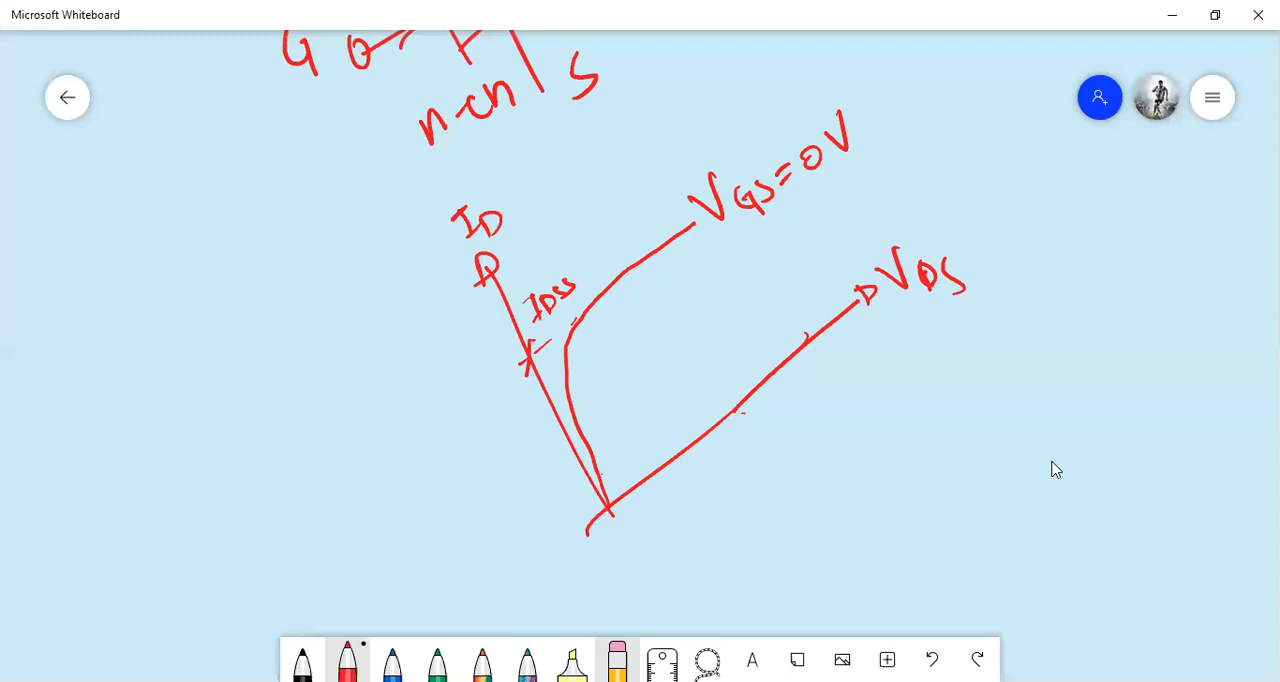 Microsoft Whiteboard
G
S
n-ch
VGS=0V
ID
IDSS
VDS
A